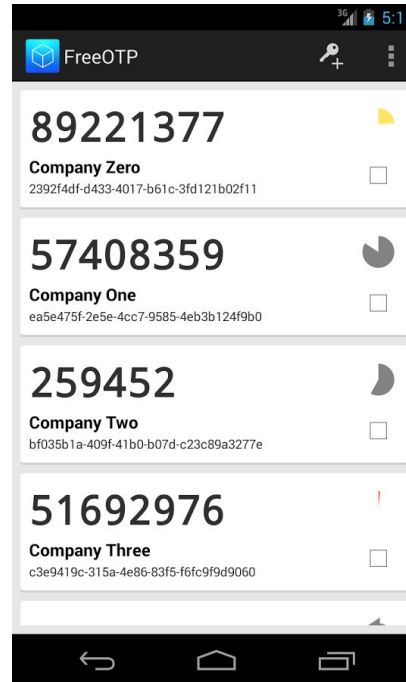 3G 5:1
FreeOTP
89221377
Company Zero
2392f4df-d433-4017-b61c-3fd121b02f11
57408359
Company One
ea5e475f-2e5e-4cc7-9585-4eb3b124f9b0
259452
Company Two
bf035b1a-409f-41b0-b07d-c23c89a3277e
51692976
Company Three
c3e9419c-315a-4e86-83f5-f6fc9f9d9060